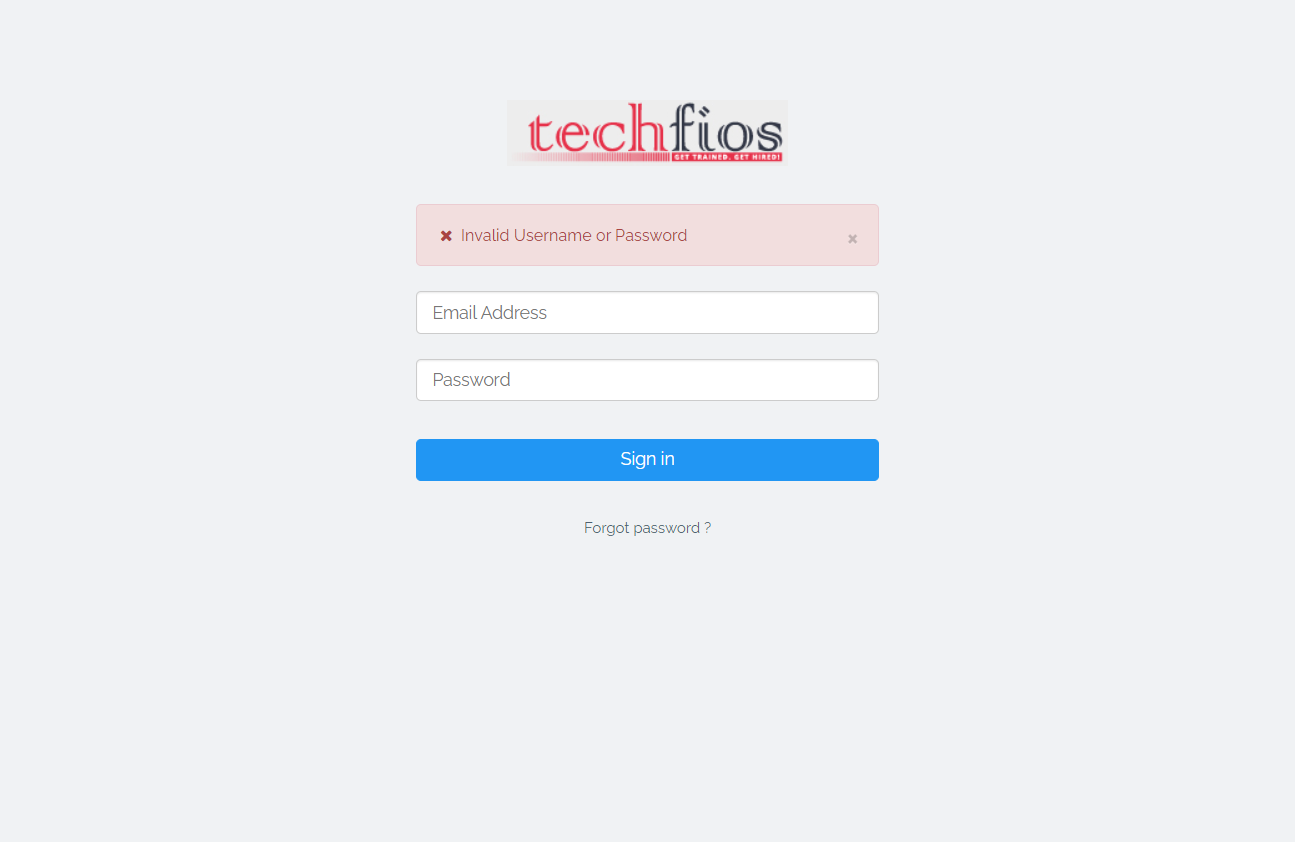 techfios
GET TRAINED. GET HIRED!
Invalid Username or Password
Email Address
Password
Sign in
Forgot password ?